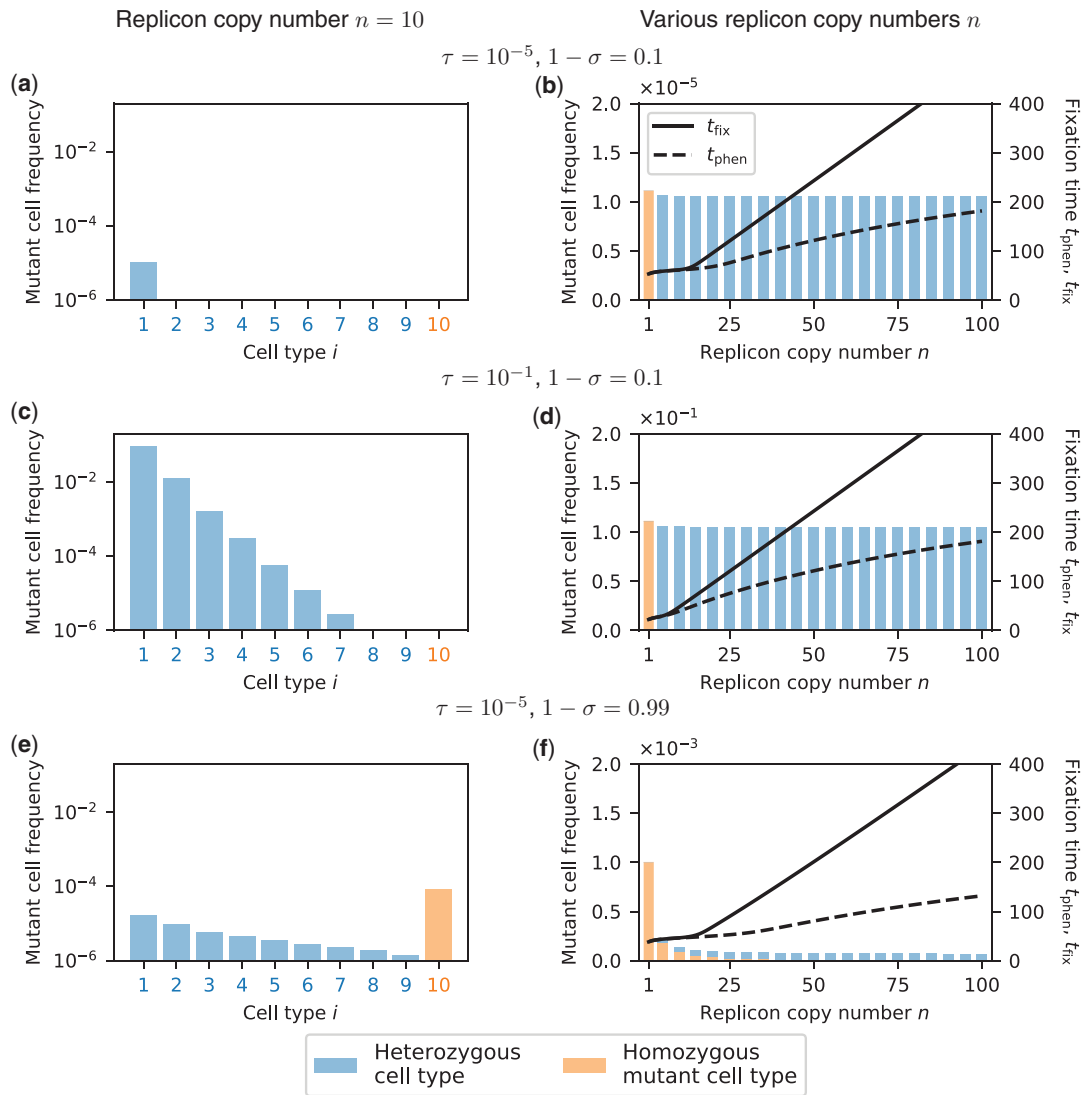 Replicon copy number n = 10
Various replicon copy numbers n
τ = 10⁻⁵, 1 − σ = 0.1
(a)
Mutant cell frequency
10⁻²
10⁻⁴
10⁻⁶
1 2 3 4 5 6 7 8 9 10
Cell type i
(b)
×10⁻⁵
Mutant cell frequency
2.0
1.5
1.0
0.5
0.0
t_fix
t_phen
400
300
200
100
0
Fixation time t_phen, t_fix
1 25 50 75 100
Replicon copy number n
τ = 10⁻¹, 1 − σ = 0.1
(c)
Mutant cell frequency
10⁻²
10⁻⁴
10⁻⁶
1 2 3 4 5 6 7 8 9 10
Cell type i
(d)
×10⁻¹
Mutant cell frequency
2.0
1.5
1.0
0.5
0.0
400
300
200
100
0
Fixation time t_phen, t_fix
1 25 50 75 100
Replicon copy number n
τ = 10⁻⁵, 1 − σ = 0.99
(e)
Mutant cell frequency
10⁻²
10⁻⁴
10⁻⁶
1 2 3 4 5 6 7 8 9 10
Cell type i
(f)
×10⁻³
Mutant cell frequency
2.0
1.5
1.0
0.5
0.0
400
300
200
100
0
Fixation time t_phen, t_fix
1 25 50 75 100
Replicon copy number n
Heterozygous
cell type
Homozygous
mutant cell type